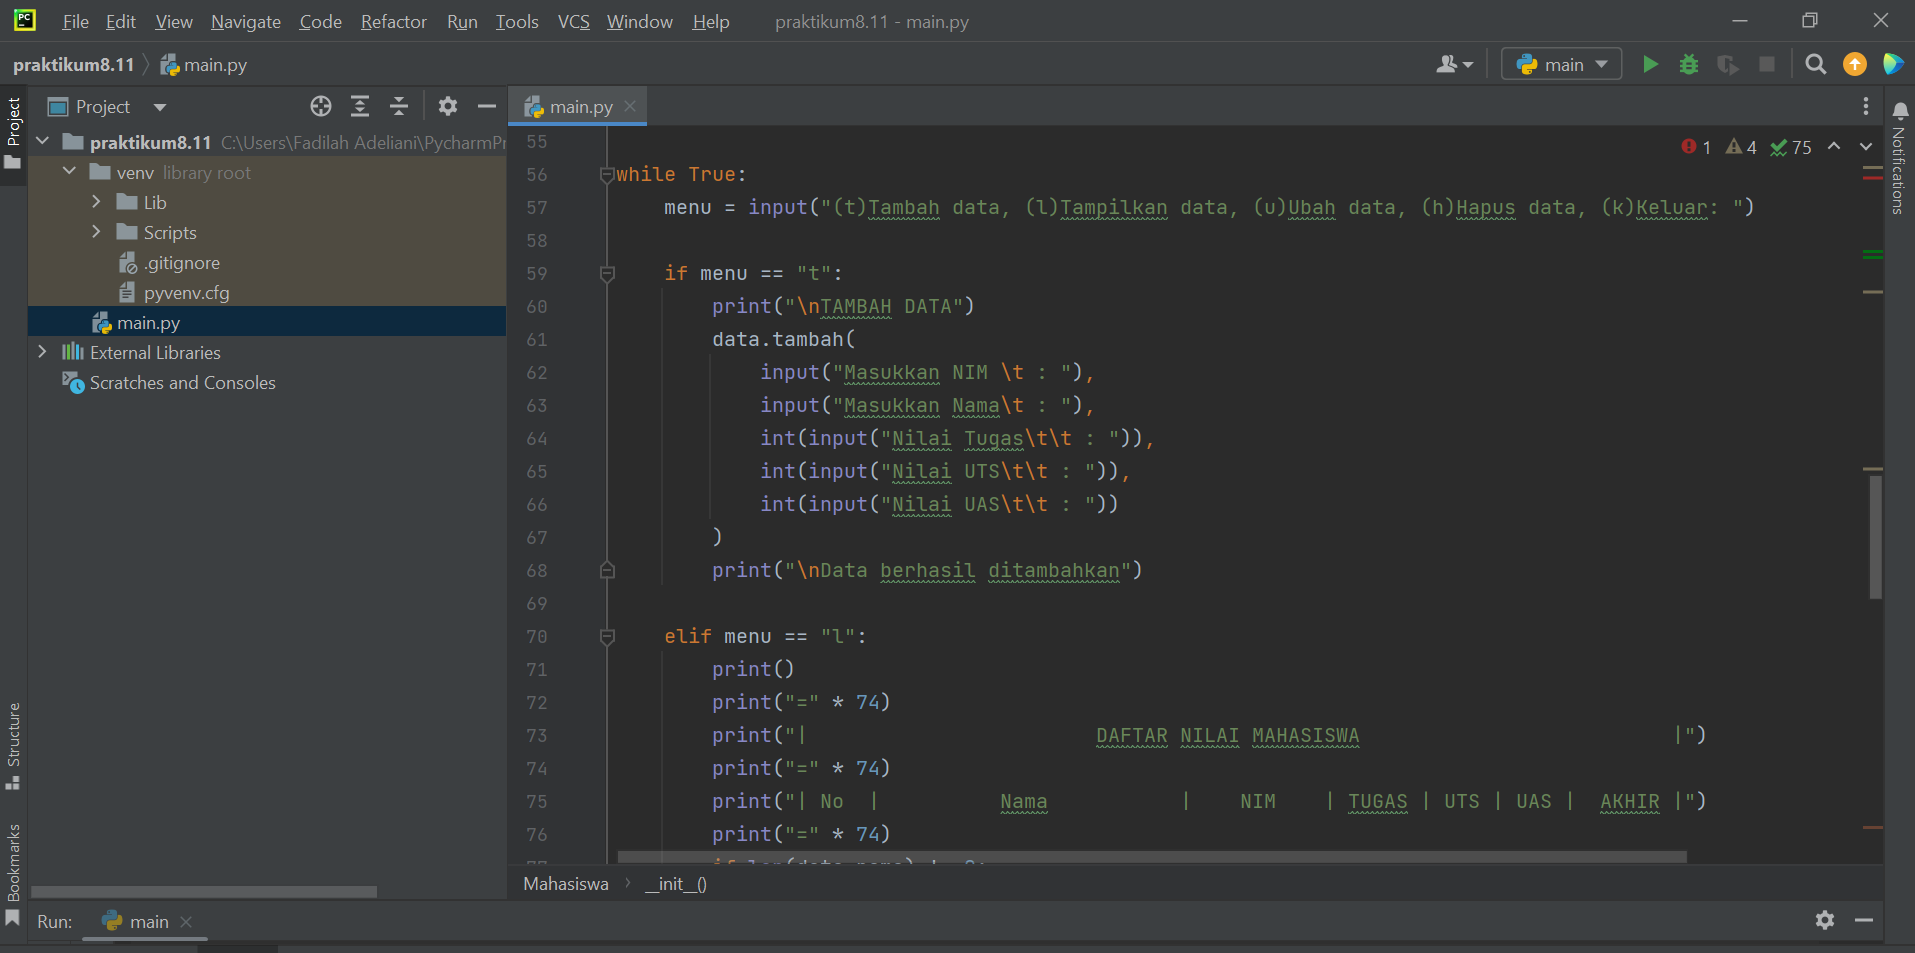 PC
File Edit View Navigate Code Refactor Run Tools VCS Window Help praktikum8.11 - main.py
praktikum8.11 main.py main
Project
Project
praktikum8.11 C:\Users\Fadilah Adeliani\PycharmPr
venv library root
Lib
Scripts
.gitignore
pyvenv.cfg
main.py
External Libraries
Scratches and Consoles
Structure
Bookmarks
Notifications
main.py
1 4 75
55
56 while True:
57 menu = input("(t)Tambah data, (l)Tampilkan data, (u)Ubah data, (h)Hapus data, (k)Keluar: ")
58
59 if menu == "t":
60 print("\nTAMBAH DATA")
61 data.tambah(
62 input("Masukkan NIM \t : "),
63 input("Masukkan Nama\t : "),
64 int(input("Nilai Tugas\t\t : ")),
65 int(input("Nilai UTS\t\t : ")),
66 int(input("Nilai UAS\t\t : "))
67 )
68 print("\nData berhasil ditambahkan")
69
70 elif menu == "l":
71 print()
72 print("=" * 74)
73 print("| DAFTAR NILAI MAHASISWA |")
74 print("=" * 74)
75 print("| No | Nama | NIM | TUGAS | UTS | UAS | AKHIR |")
76 print("=" * 74)
Mahasiswa __init__()
Run: main